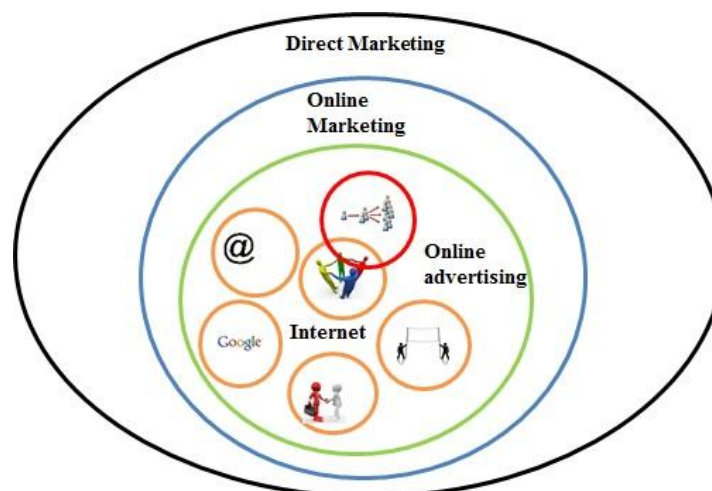 Direct Marketing
Online
Marketing
@
Online
advertising
Internet
Google